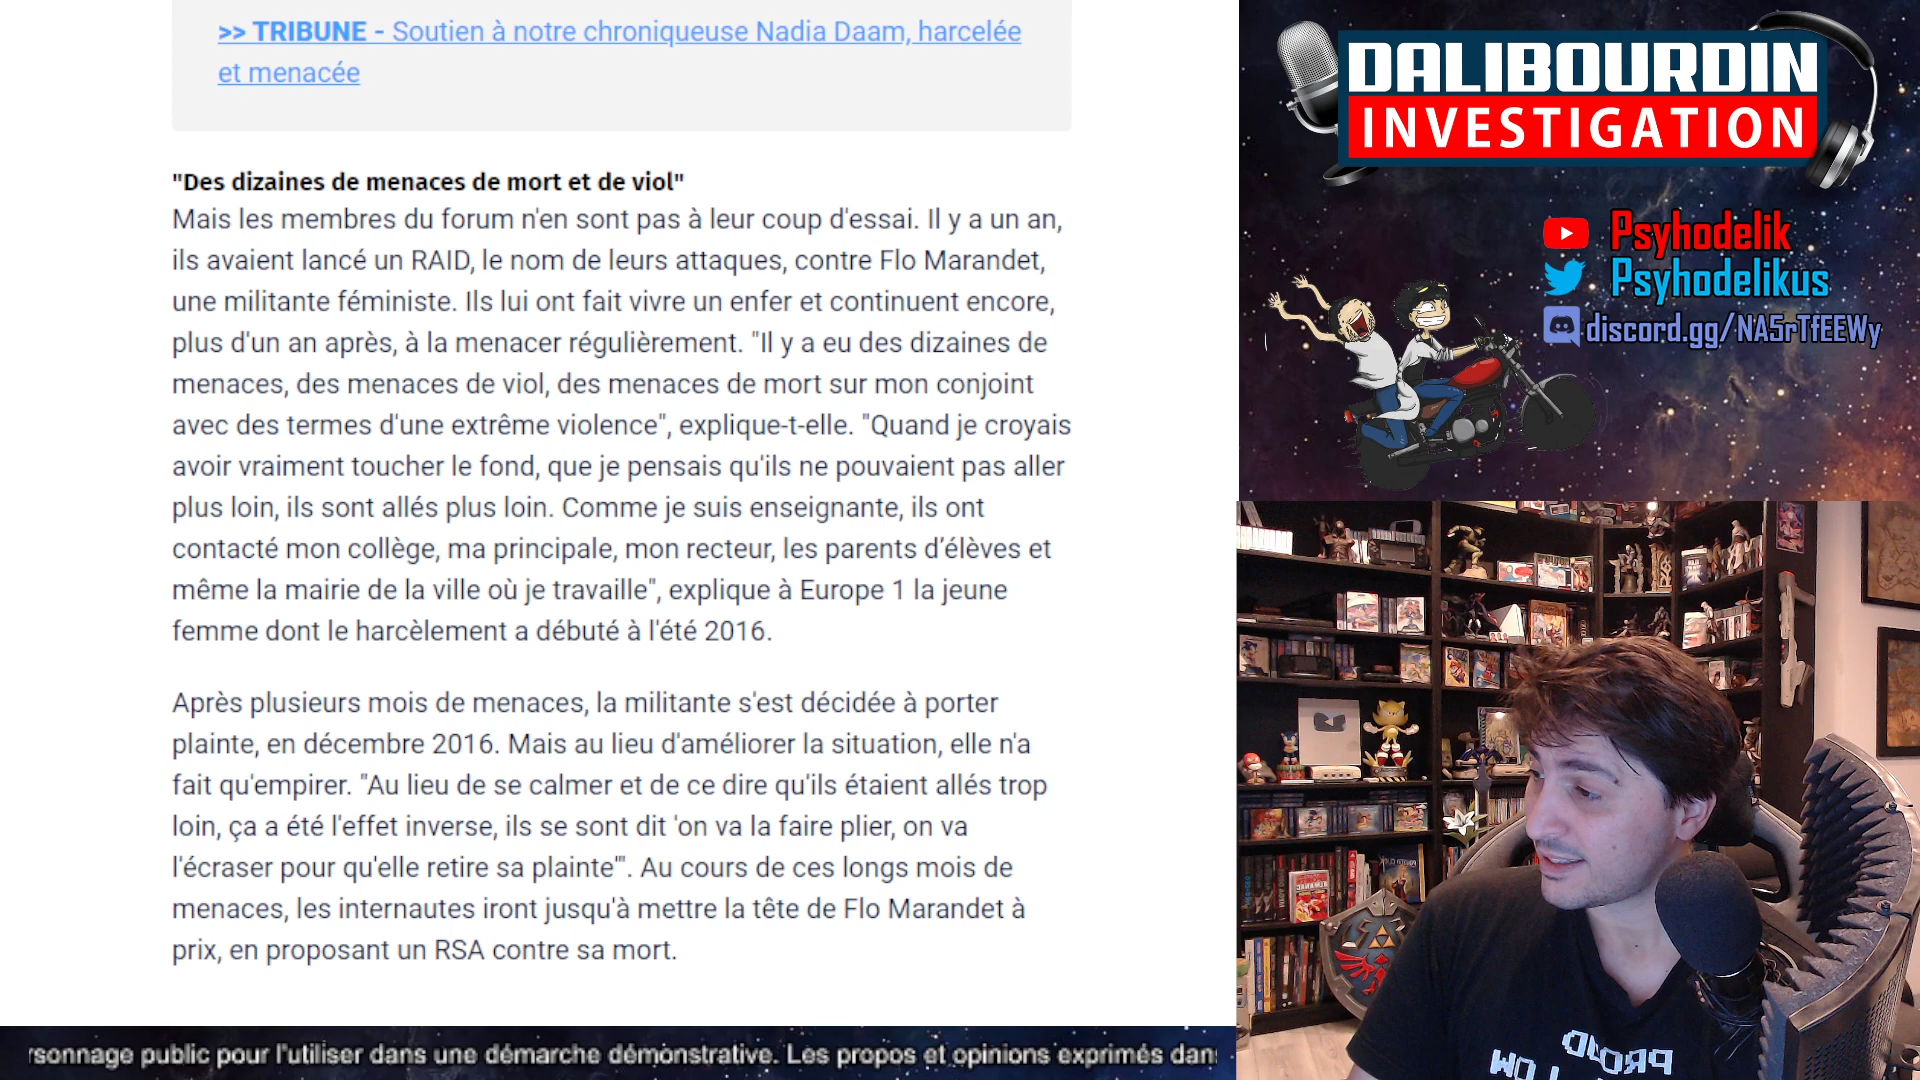 >> TRIBUNE - Soutien à notre chroniqueuse Nadia Daam, harcelée
et menacée
"Des dizaines de menaces de mort et de viol"
Mais les membres du forum n'en sont pas à leur coup d'essai. Il y a un an,
ils avaient lancé un RAID, le nom de leurs attaques, contre Flo Marandet,
une militante féministe. Ils lui ont fait vivre un enfer et continuent encore,
plus d'un an après, à la menacer régulièrement. "Il y a eu des dizaines de
menaces, des menaces de viol, des menaces de mort sur mon conjoint
avec des termes d'une extrême violence", explique-t-elle. "Quand je croyais
avoir vraiment toucher le fond, que je pensais qu'ils ne pouvaient pas aller
plus loin, ils sont allés plus loin. Comme je suis enseignante, ils ont
contacté mon collège, ma principale, mon recteur, les parents d’élèves et
même la mairie de la ville où je travaille", explique à Europe 1 la jeune
femme dont le harcèlement a débuté à l'été 2016.
Après plusieurs mois de menaces, la militante s'est décidée à porter
plainte, en décembre 2016. Mais au lieu d'améliorer la situation, elle n'a
fait qu'empirer. "Au lieu de se calmer et de ce dire qu'ils étaient allés trop
loin, ça a été l'effet inverse, ils se sont dit 'on va la faire plier, on va
l'écraser pour qu'elle retire sa plainte'". Au cours de ces longs mois de
menaces, les internautes iront jusqu'à mettre la tête de Flo Marandet à
prix, en proposant un RSA contre sa mort.
rsonnage public pour l'utiliser dans une démarche démonstrative. Les propos et opinions exprimés dans
DALIBOURDIN
INVESTIGATION
Psyhodelik
Psyhodelikus
discord.gg/NA5rTfEEWy